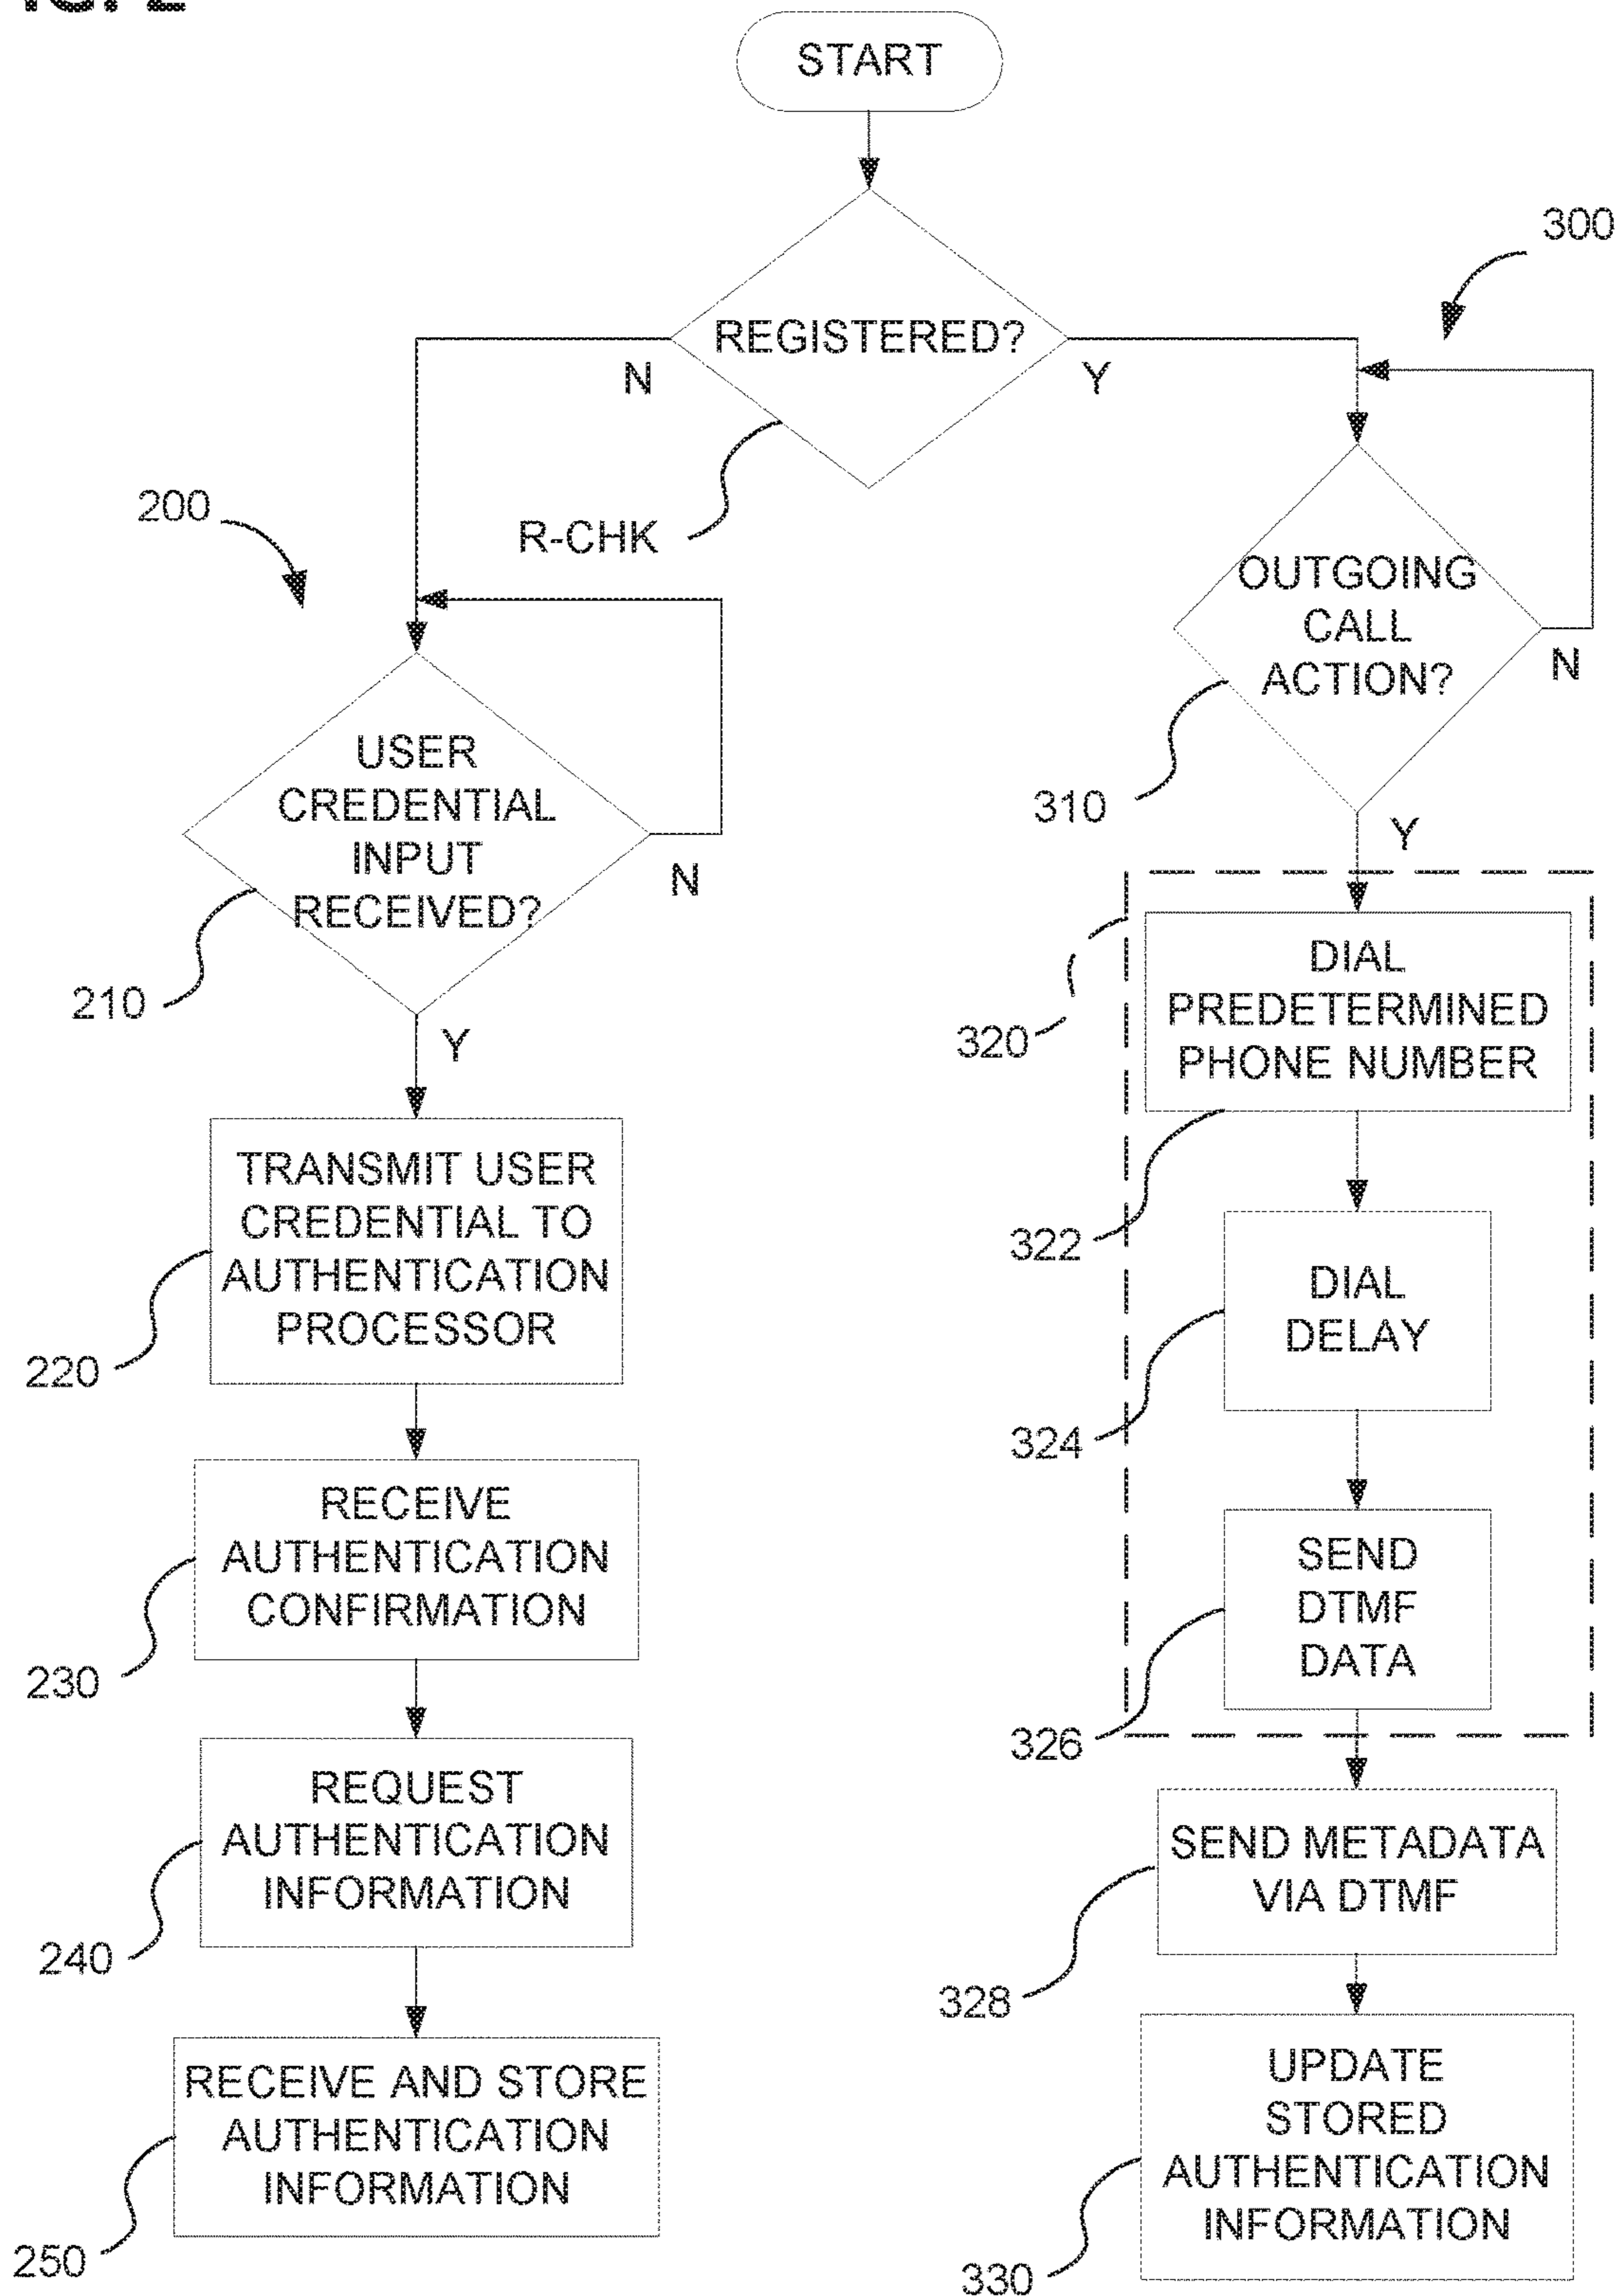 START
REGISTERED?
N
Y
300
R-CHK
200
OUTGOING
CALL
ACTION?
N
310
Y
USER
CREDENTIAL
INPUT
RECEIVED?
N
210
Y
320
DIAL
PREDETERMINED
PHONE NUMBER
322
TRANSMIT USER
CREDENTIAL TO
AUTHENTICATION
PROCESSOR
220
DIAL
DELAY
324
RECEIVE
AUTHENTICATION
CONFIRMATION
230
SEND
DTMF
DATA
326
REQUEST
AUTHENTICATION
INFORMATION
240
SEND METADATA
VIA DTMF
328
RECEIVE AND STORE
AUTHENTICATION
INFORMATION
250
UPDATE
STORED
AUTHENTICATION
INFORMATION
330